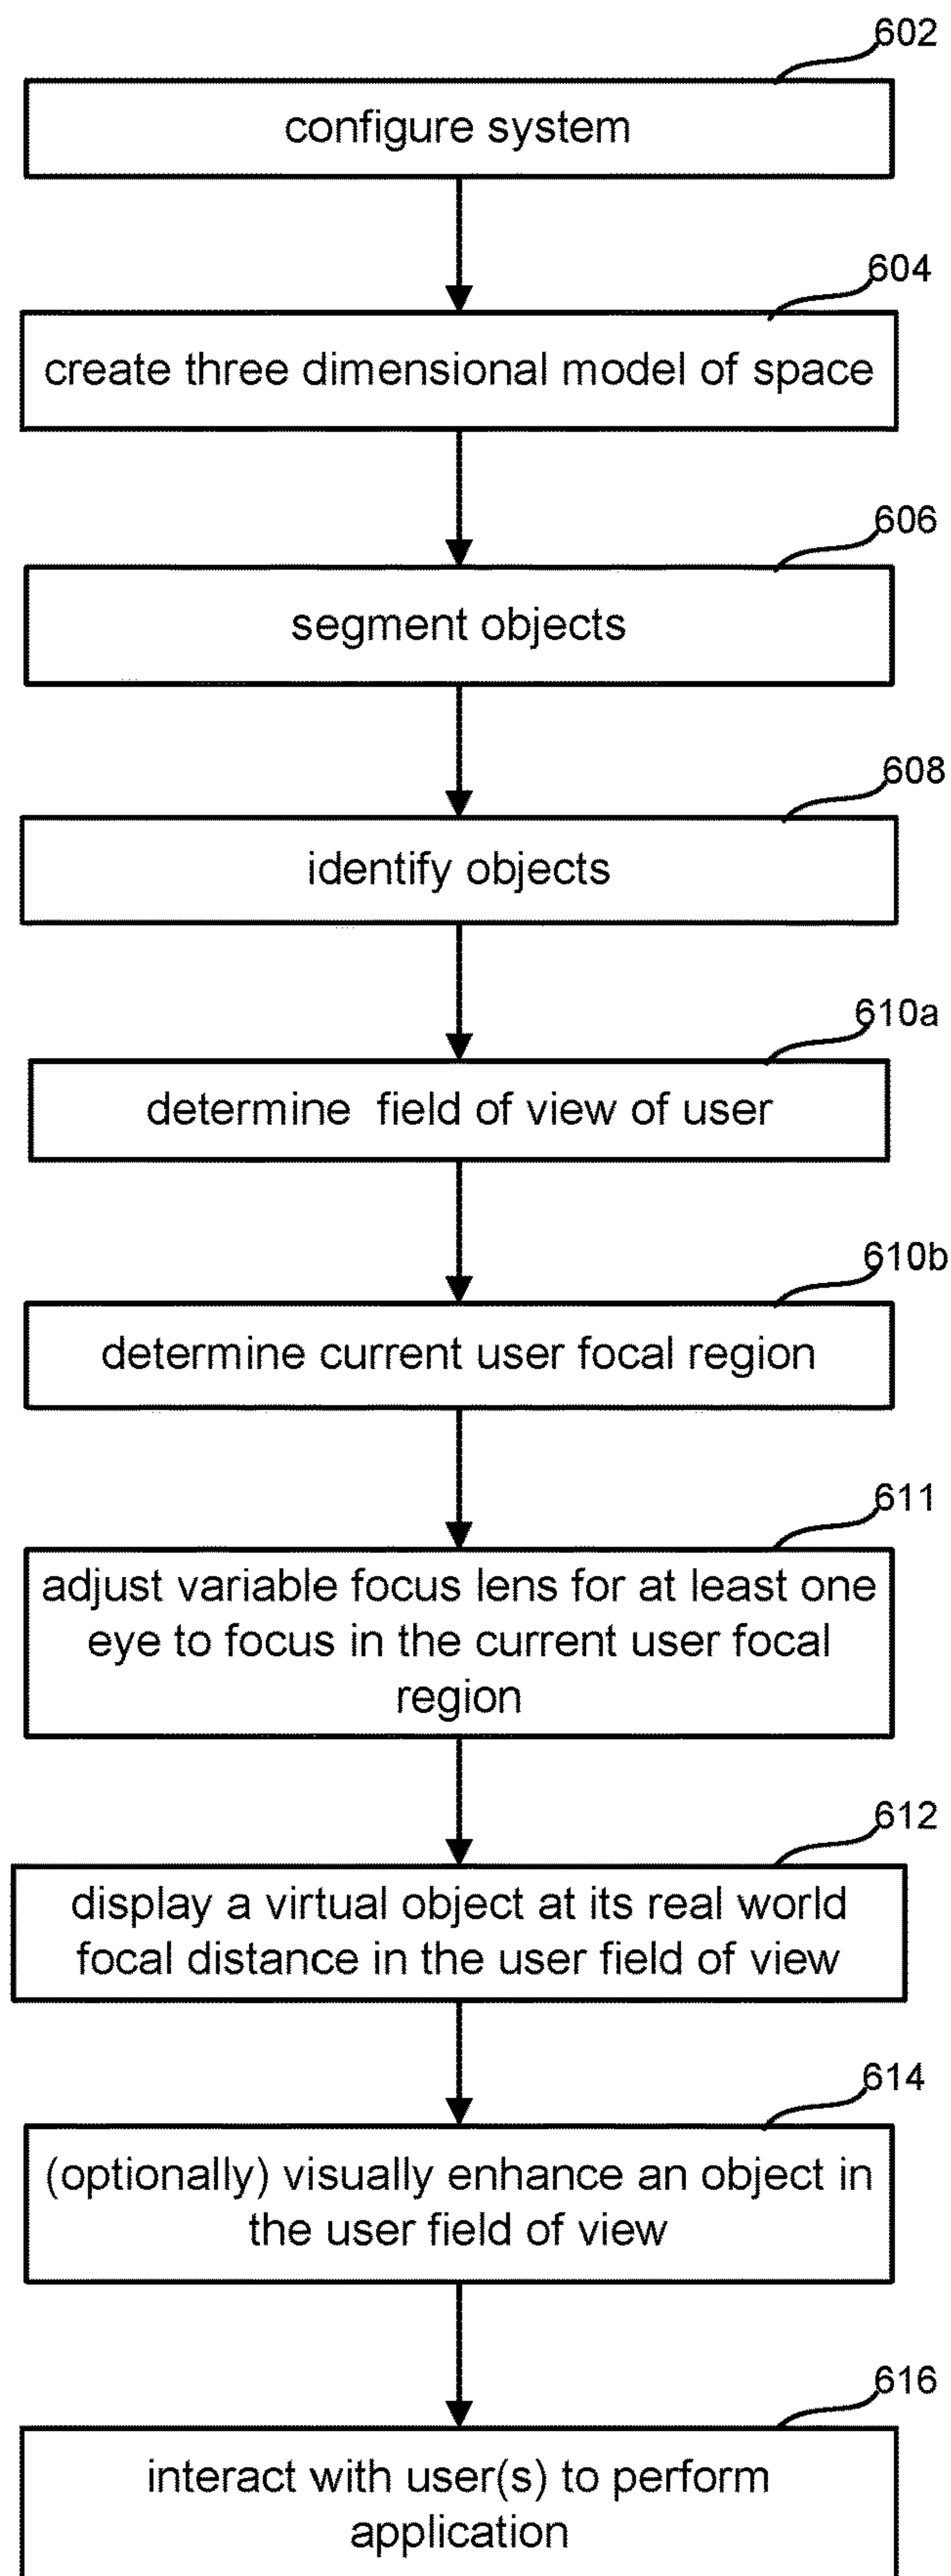 602
configure system
604
create three dimensional model of space
606
segment objects
608
identify objects
610a
determine field of view of user
610b
determine current user focal region
611
adjust variable focus lens for at least one
eye to focus in the current user focal
region
612
display a virtual object at its real world
focal distance in the user field of view
614
(optionally) visually enhance an object in
the user field of view
616
interact with user(s) to perform
application